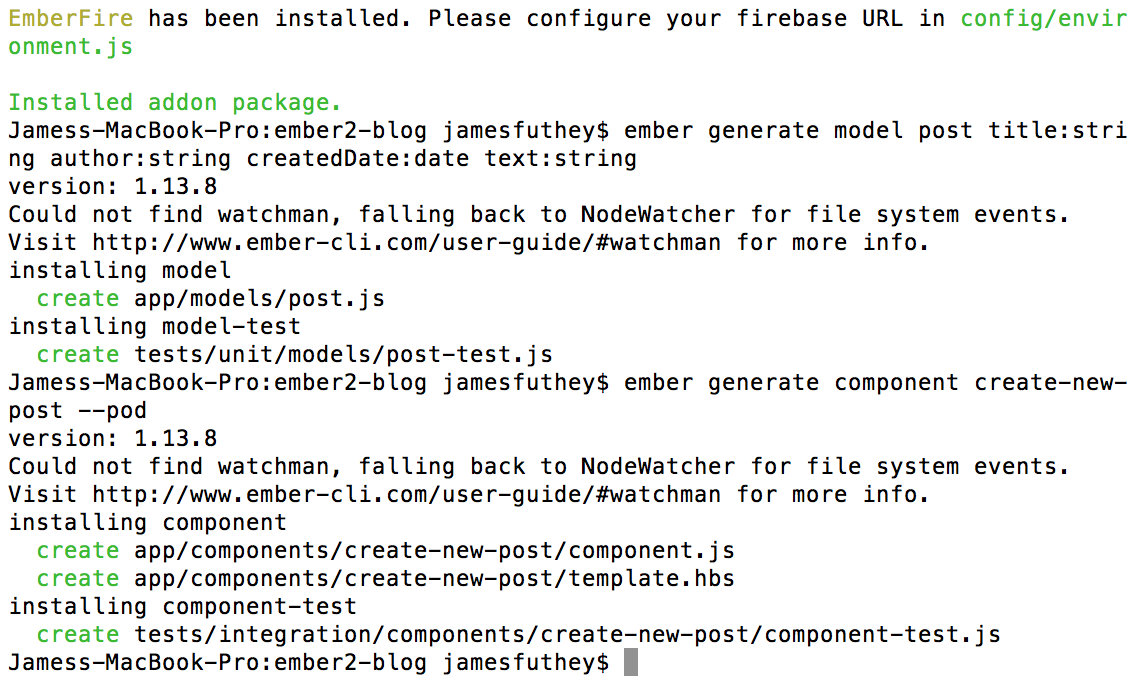 EmberFire has been installed. Please configure your firebase URL in config/envir
onment.js
Installed addon package.
Jamess-MacBook-Pro:ember2-blog jamesfuthey$ ember generate model post title:stri
ng author:string createdDate:date text:string
version: 1.13.8
Could not find watchman, falling back to NodeWatcher for file system events.
Visit http://www.ember-cli.com/user-guide/#watchman for more info.
installing model
  create app/models/post.js
installing model-test
  create tests/unit/models/post-test.js
Jamess-MacBook-Pro:ember2-blog jamesfuthey$ ember generate component create-new-
post --pod
version: 1.13.8
Could not find watchman, falling back to NodeWatcher for file system events.
Visit http://www.ember-cli.com/user-guide/#watchman for more info.
installing component
  create app/components/create-new-post/component.js
  create app/components/create-new-post/template.hbs
installing component-test
  create tests/integration/components/create-new-post/component-test.js
Jamess-MacBook-Pro:ember2-blog jamesfuthey$